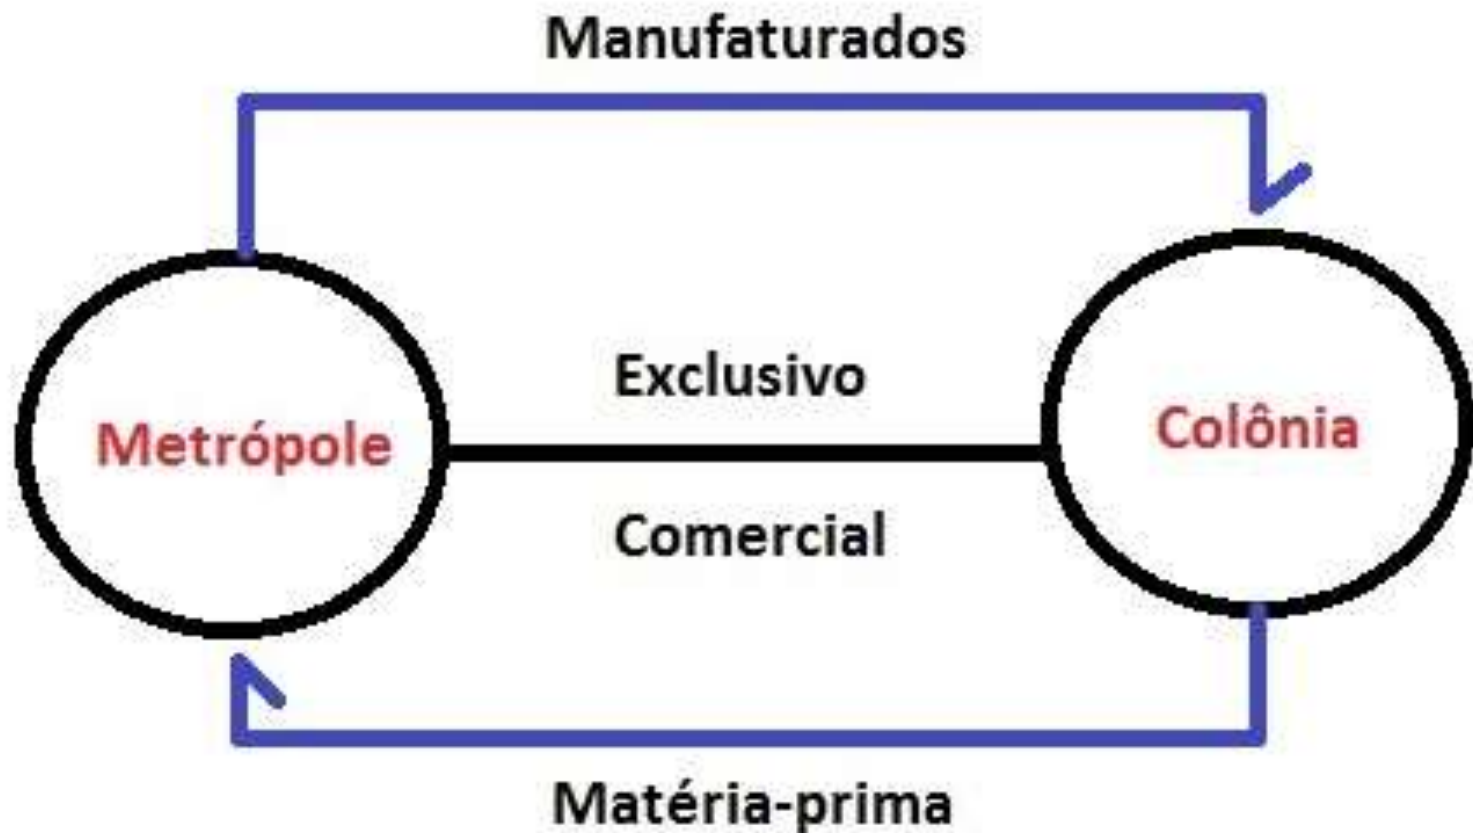 Manufaturados
Exclusivo
Metrópole
Colônia
Comercial
Matéria-prima